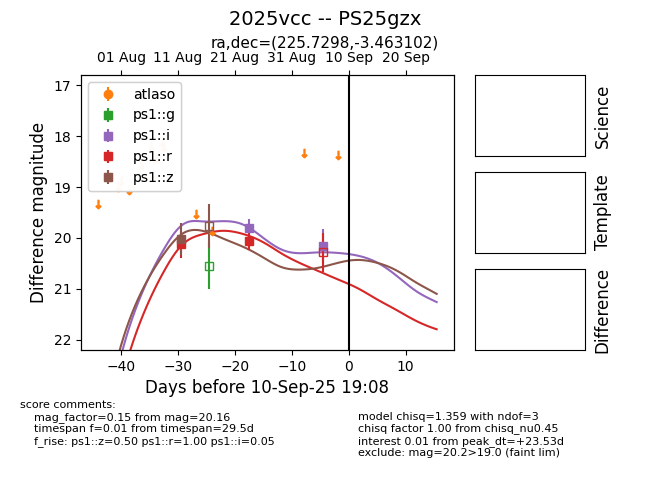 2025vcc -- PS25gzx
ra,dec=(225.7298,-3.463102)
01 Aug 11 Aug 21 Aug 31 Aug 10 Sep 20 Sep
17
18
19
20
21
22
Difference magnitude
atlaso
ps1::g
ps1::i
ps1::r
ps1::z
−40 −30 −20 −10 0 10
Days before 10-Sep-25 19:08
Science
Template
Difference
score comments:
mag_factor=0.15 from mag=20.16
timespan f=0.01 from timespan=29.5d
f_rise: ps1::z=0.50 ps1::r=1.00 ps1::i=0.05
model chisq=1.359 with ndof=3
chisq factor 1.00 from chisq_nu0.45
interest 0.01 from peak_dt=+23.53d
exclude: mag=20.2>19.0 (faint lim)